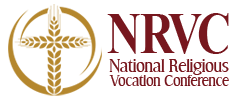 NRVC
National Religious
Vocation Conference